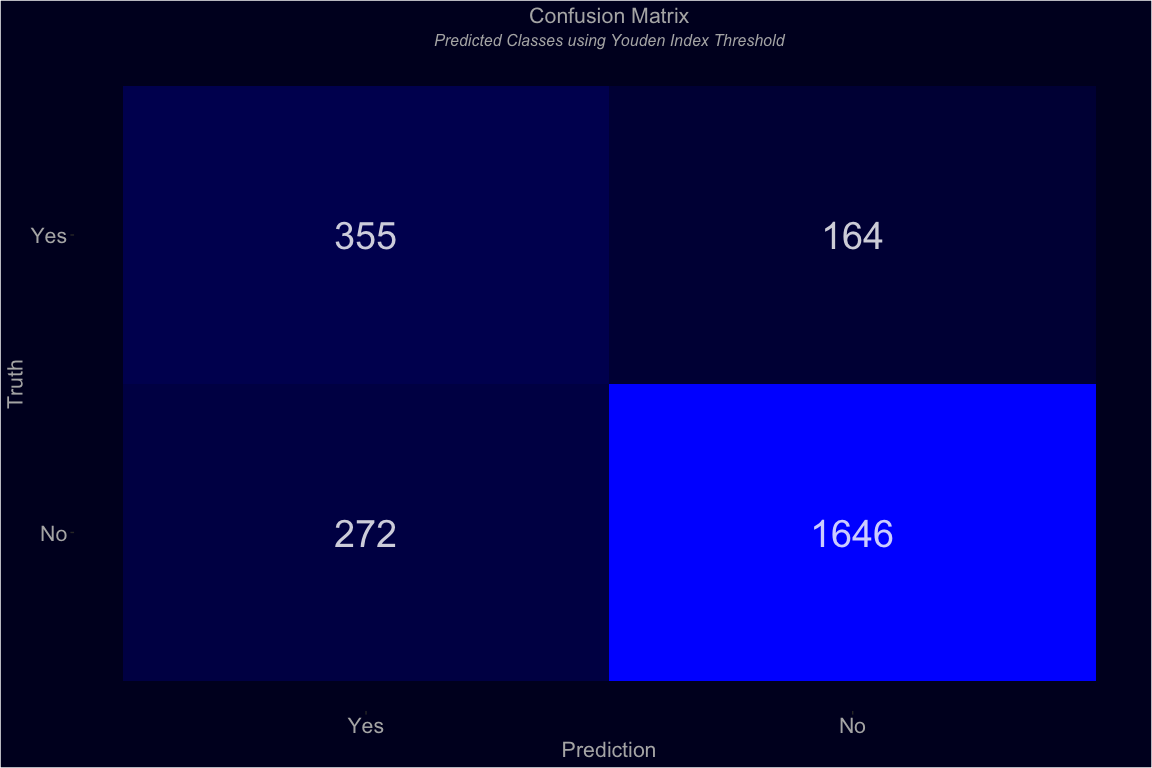 Confusion Matrix
Predicted Classes using Youden Index Threshold
Yes
355
164
Truth
No
272
1646
Yes
No
Prediction